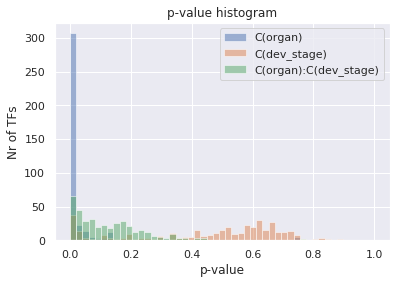 p-value histogram
C(organ)
C(dev_stage)
C(organ):C(dev_stage)
Nr of TFs
300
250
200
150
100
50
0
0.0 0.2 0.4 0.6 0.8 1.0
p-value